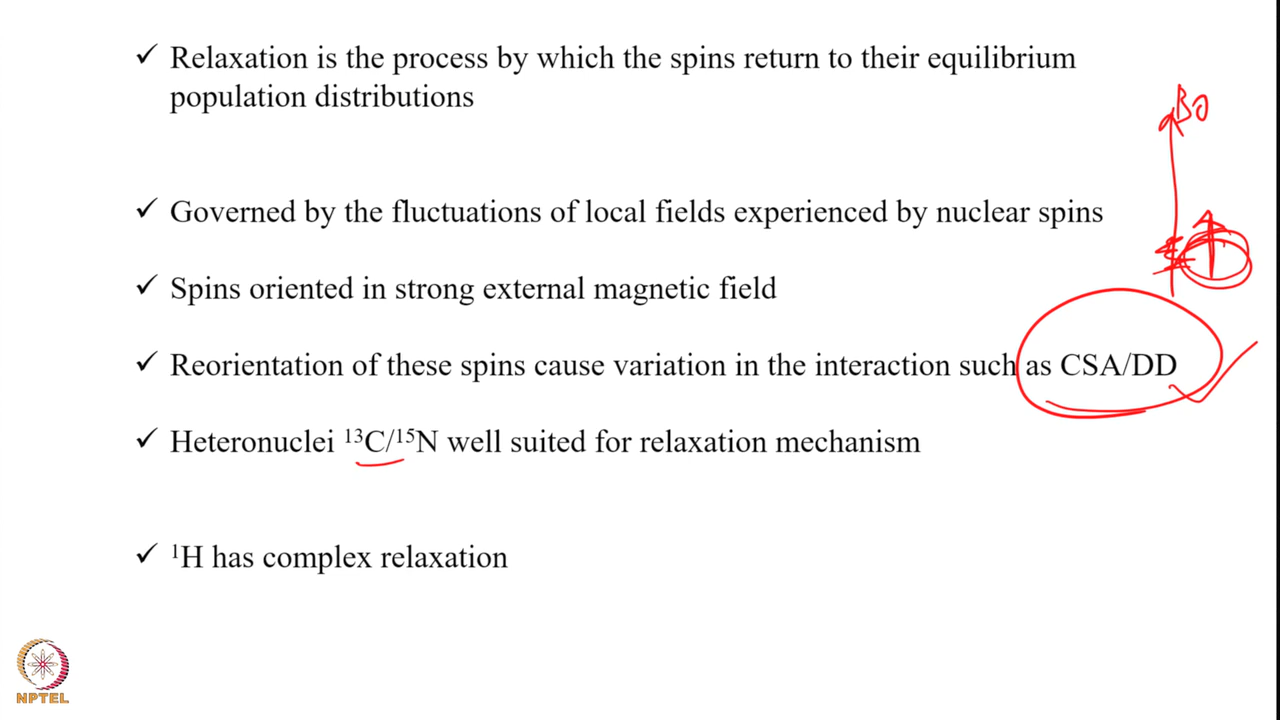 ✓ Relaxation is the process by which the spins return to their equilibrium
population distributions
B0
✓ Governed by the fluctuations of local fields experienced by nuclear spins
✓ Spins oriented in strong external magnetic field
✓ Reorientation of these spins cause variation in the interaction such as CSA/DD
✓ Heteronuclei ¹³C/¹⁵N well suited for relaxation mechanism
✓ ¹H has complex relaxation
NPTEL